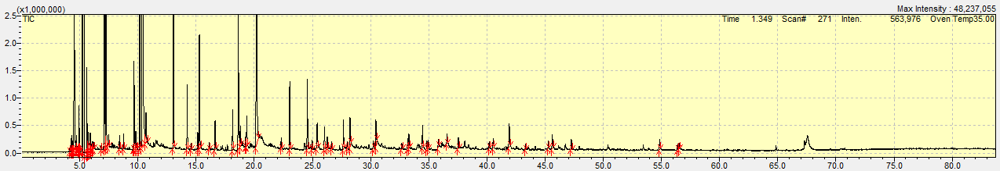 (x1,000,000) Max Intensity : 48,237,055
2.5 TIC Time 1.349 Scan# 271 Inten. 563,976 Oven Temp35.00
2.0
1.5
1.0
0.5
0.0
5.0 10.0 15.0 20.0 25.0 30.0 35.0 40.0 45.0 50.0 55.0 60.0 65.0 70.0 75.0 80.0